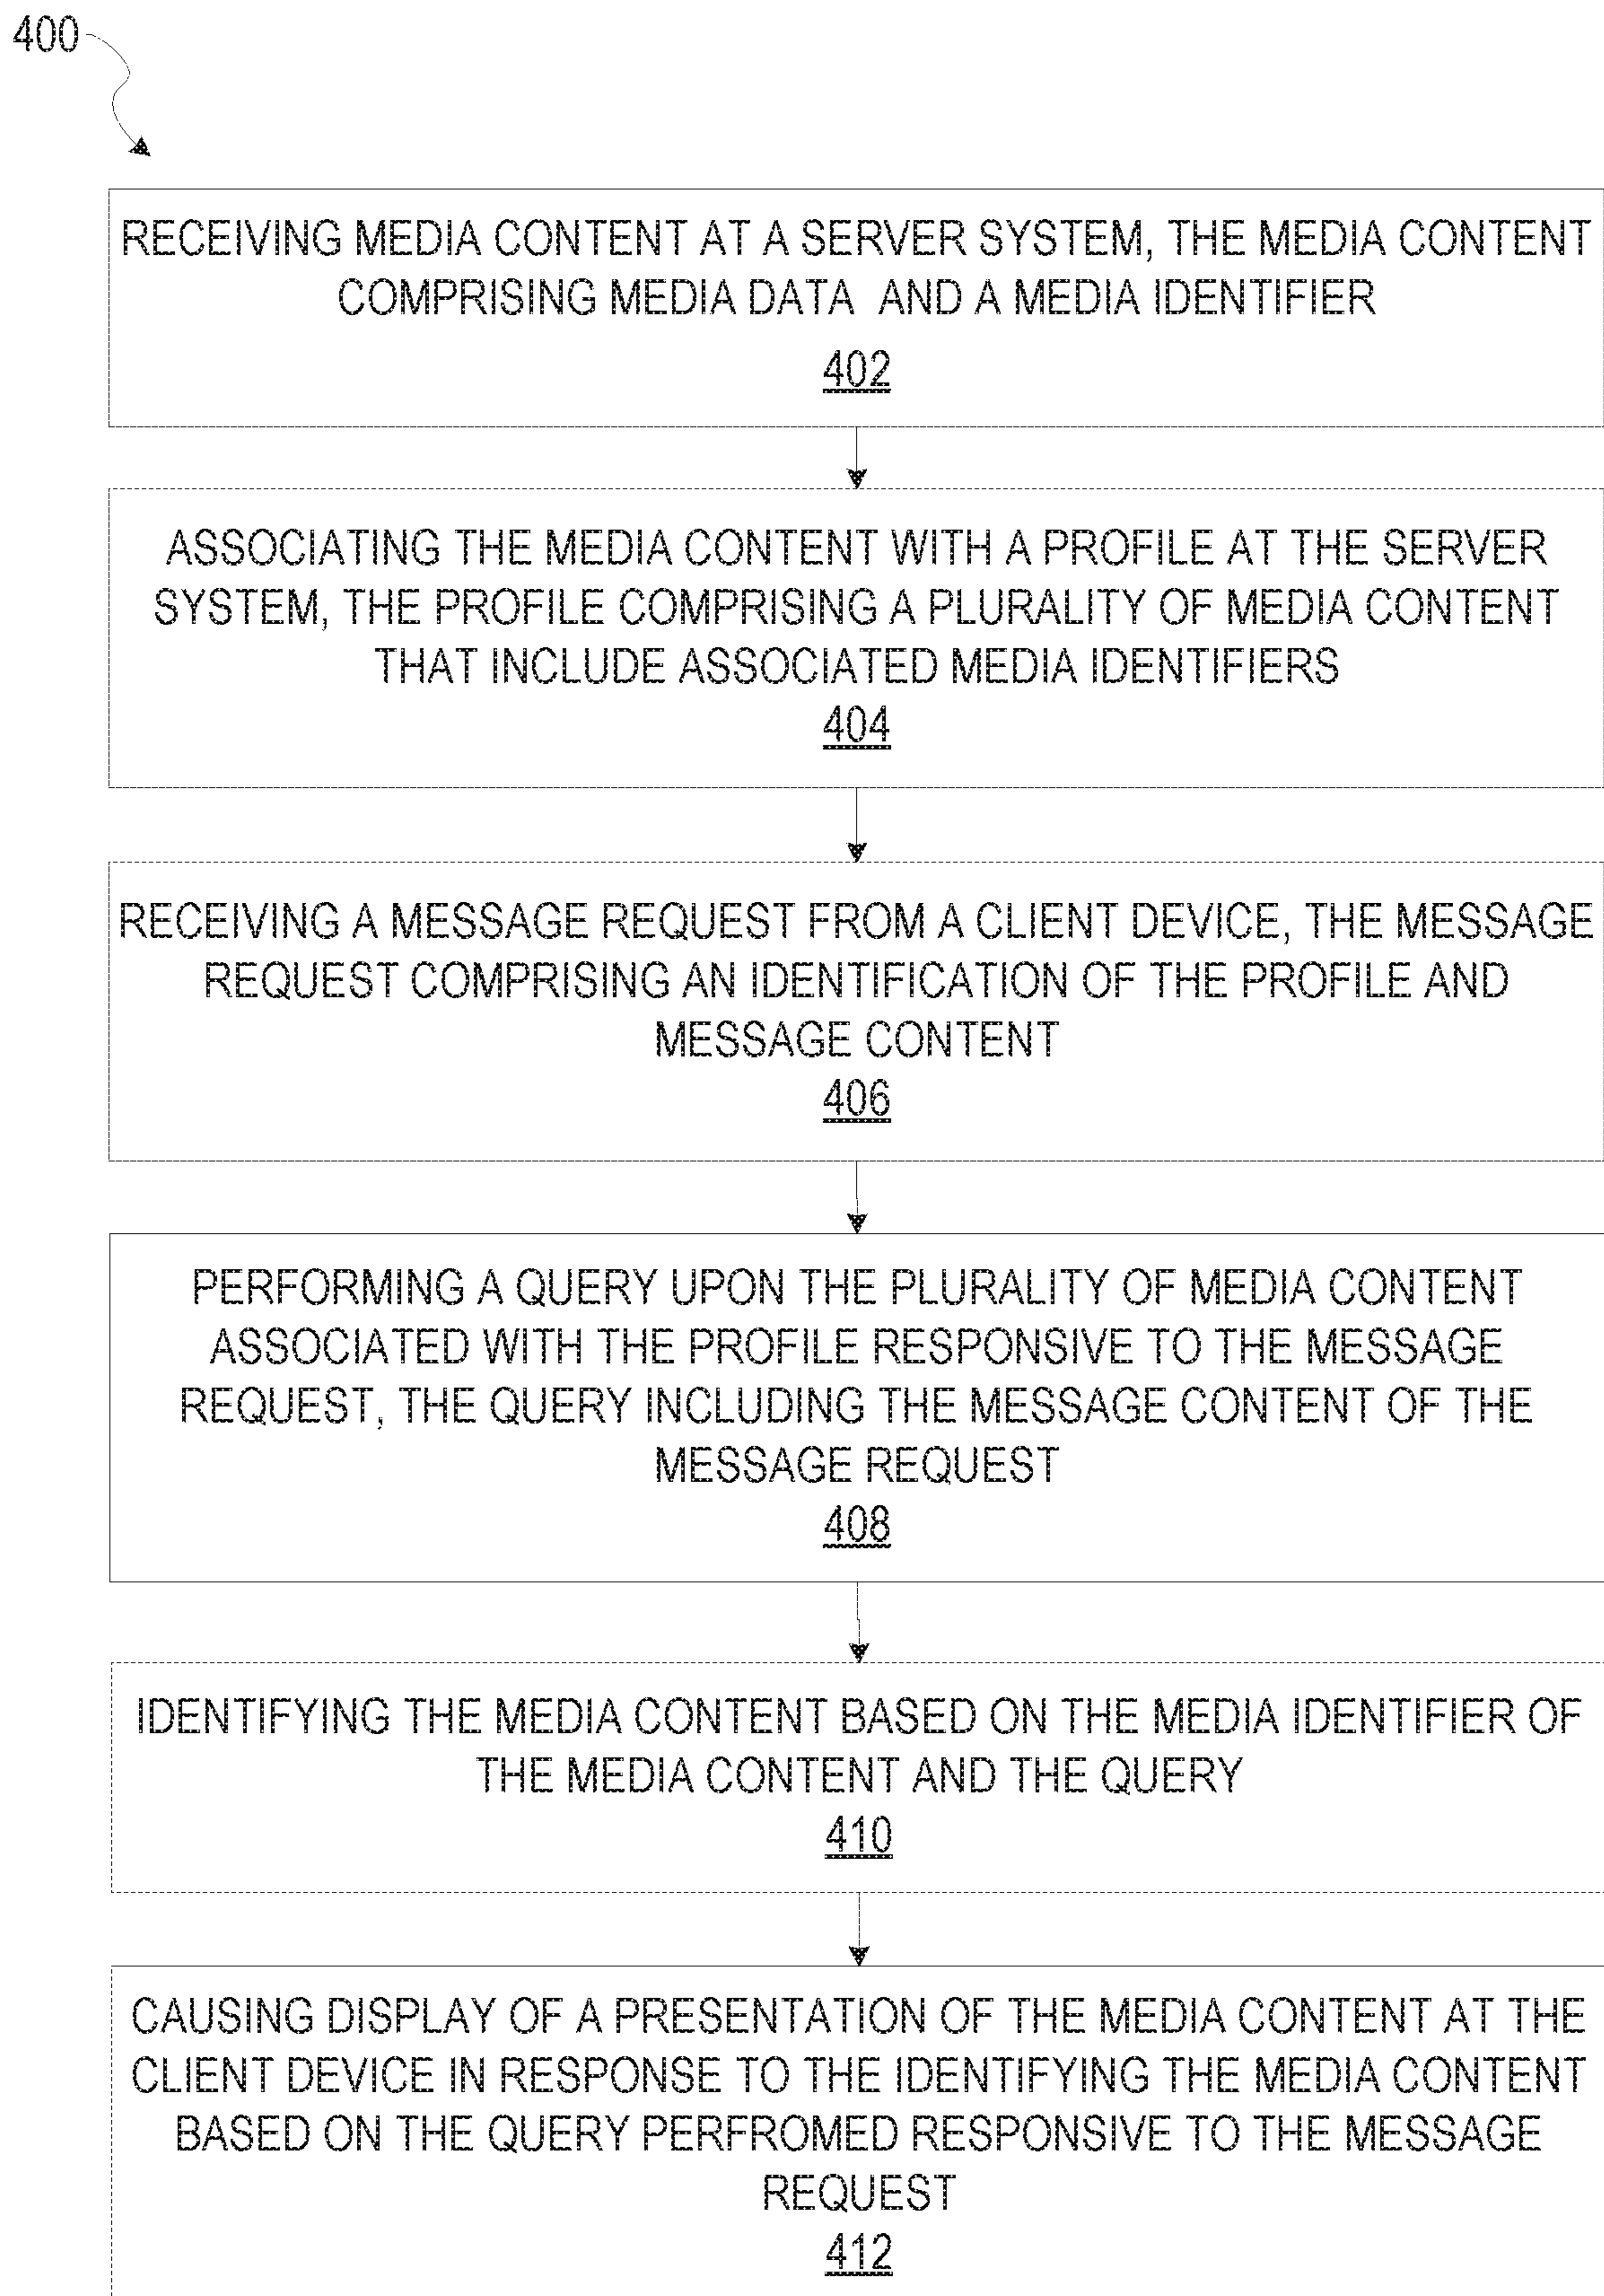 400
RECEIVING MEDIA CONTENT AT A SERVER SYSTEM, THE MEDIA CONTENT
COMPRISING MEDIA DATA AND A MEDIA IDENTIFIER
402
ASSOCIATING THE MEDIA CONTENT WITH A PROFILE AT THE SERVER
SYSTEM, THE PROFILE COMPRISING A PLURALITY OF MEDIA CONTENT
THAT INCLUDE ASSOCIATED MEDIA IDENTIFIERS
404
RECEIVING A MESSAGE REQUEST FROM A CLIENT DEVICE, THE MESSAGE
REQUEST COMPRISING AN IDENTIFICATION OF THE PROFILE AND
MESSAGE CONTENT
406
PERFORMING A QUERY UPON THE PLURALITY OF MEDIA CONTENT
ASSOCIATED WITH THE PROFILE RESPONSIVE TO THE MESSAGE
REQUEST, THE QUERY INCLUDING THE MESSAGE CONTENT OF THE
MESSAGE REQUEST
408
IDENTIFYING THE MEDIA CONTENT BASED ON THE MEDIA IDENTIFIER OF
THE MEDIA CONTENT AND THE QUERY
410
CAUSING DISPLAY OF A PRESENTATION OF THE MEDIA CONTENT AT THE
CLIENT DEVICE IN RESPONSE TO THE IDENTIFYING THE MEDIA CONTENT
BASED ON THE QUERY PERFROMED RESPONSIVE TO THE MESSAGE
REQUEST
412